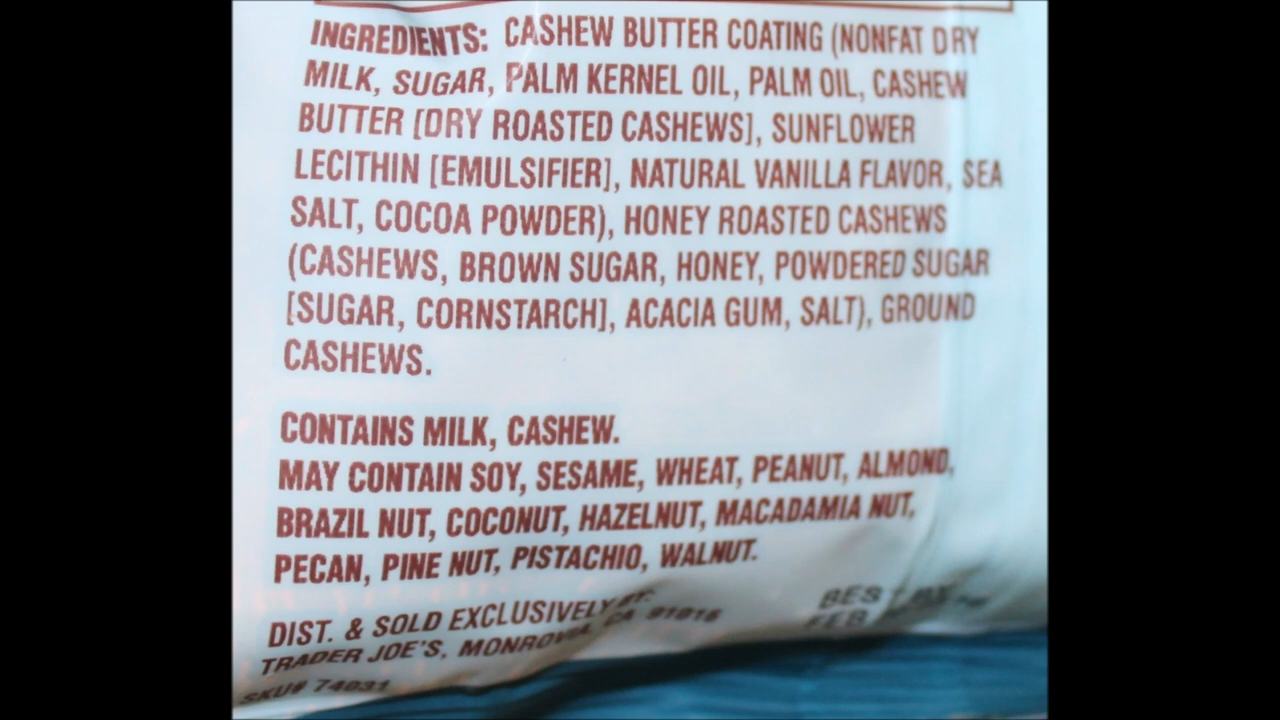 INGREDIENTS: CASHEW BUTTER COATING (NONFAT DRY
MILK, SUGAR, PALM KERNEL OIL, PALM OIL, CASHEW
BUTTER [DRY ROASTED CASHEWS], SUNFLOWER
LECITHIN [EMULSIFIER], NATURAL VANILLA FLAVOR, SEA
SALT, COCOA POWDER), HONEY ROASTED CASHEWS
(CASHEWS, BROWN SUGAR, HONEY, POWDERED SUGAR
[SUGAR, CORNSTARCH], ACACIA GUM, SALT), GROUND
CASHEWS.
CONTAINS MILK, CASHEW.
MAY CONTAIN SOY, SESAME, WHEAT, PEANUT, ALMOND,
BRAZIL NUT, COCONUT, HAZELNUT, MACADAMIA NUT,
PECAN, PINE NUT, PISTACHIO, WALNUT.
DIST. & SOLD EXCLUSIVELY BY:
TRADER JOE'S, MONROVIA, CA 91016
SKU# 74031
FEB